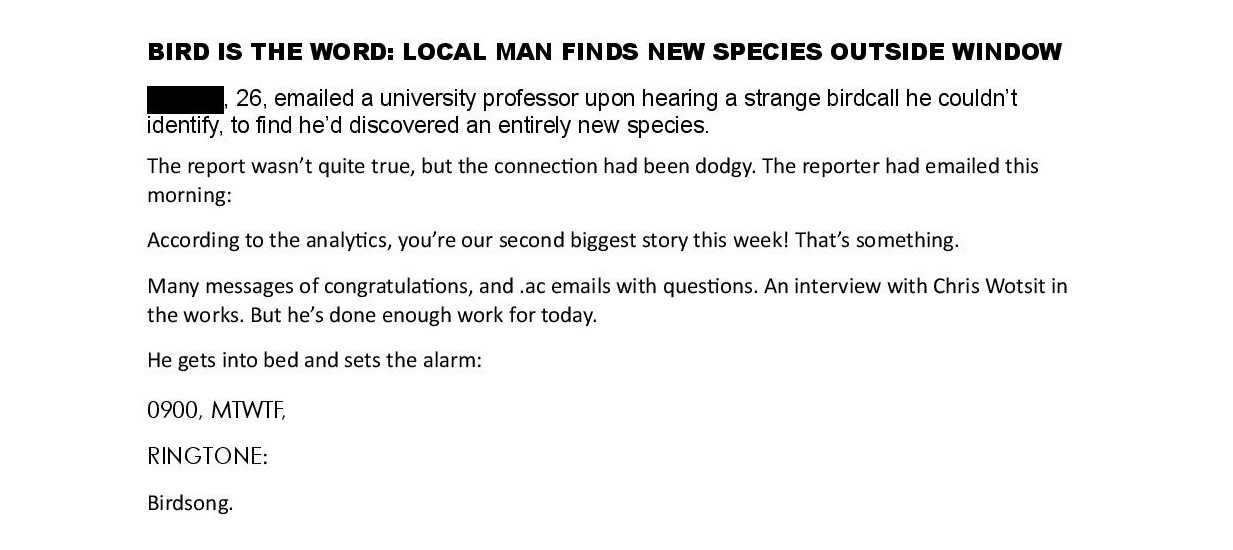 BIRD IS THE WORD: LOCAL MAN FINDS NEW SPECIES OUTSIDE WINDOW
, 26, emailed a university professor upon hearing a strange birdcall he couldn’t
identify, to find he’d discovered an entirely new species.
The report wasn’t quite true, but the connection had been dodgy. The reporter had emailed this
morning:
According to the analytics, you’re our second biggest story this week! That’s something.
Many messages of congratulations, and .ac emails with questions. An interview with Chris Wotsit in
the works. But he’s done enough work for today.
He gets into bed and sets the alarm:
0900, MTWTF,
RINGTONE:
Birdsong.